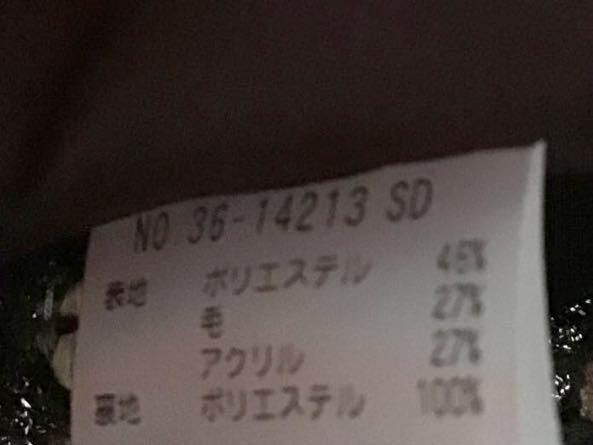 NO 36-14213 SD
表地 ポリエステル 46%
毛 27%
アクリル 27%
裏地 ポリエステル 100%